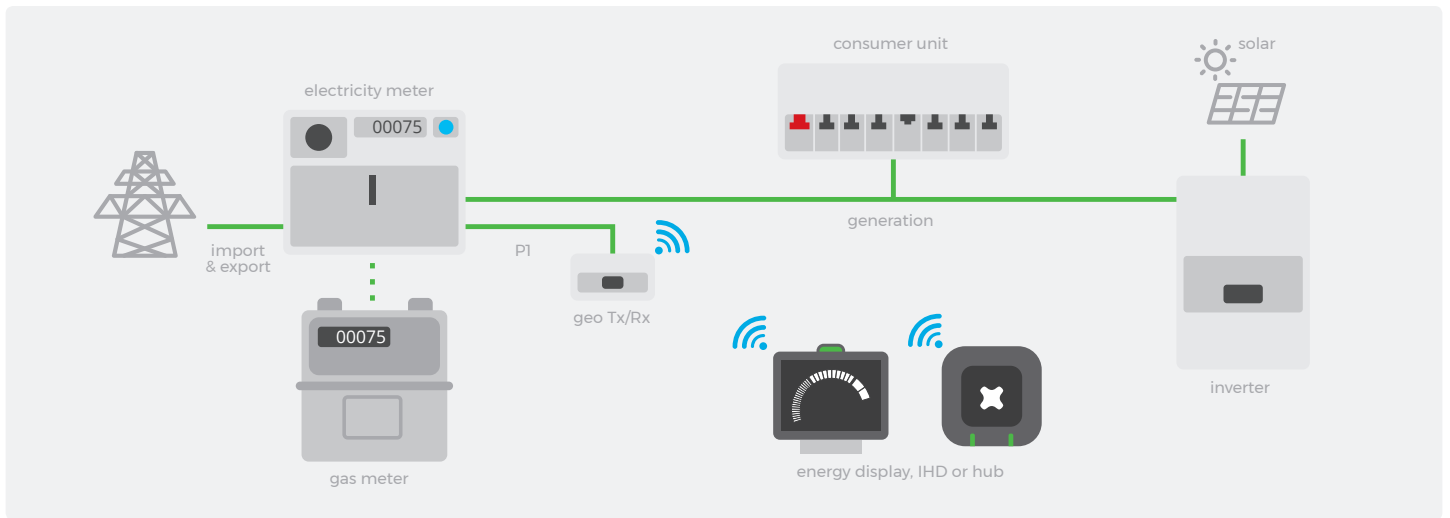 consumer unit
solar
electricity meter
00075
generation
import
& export
P1
geo Tx/Rx
00075
inverter
energy display, IHD or hub
gas meter